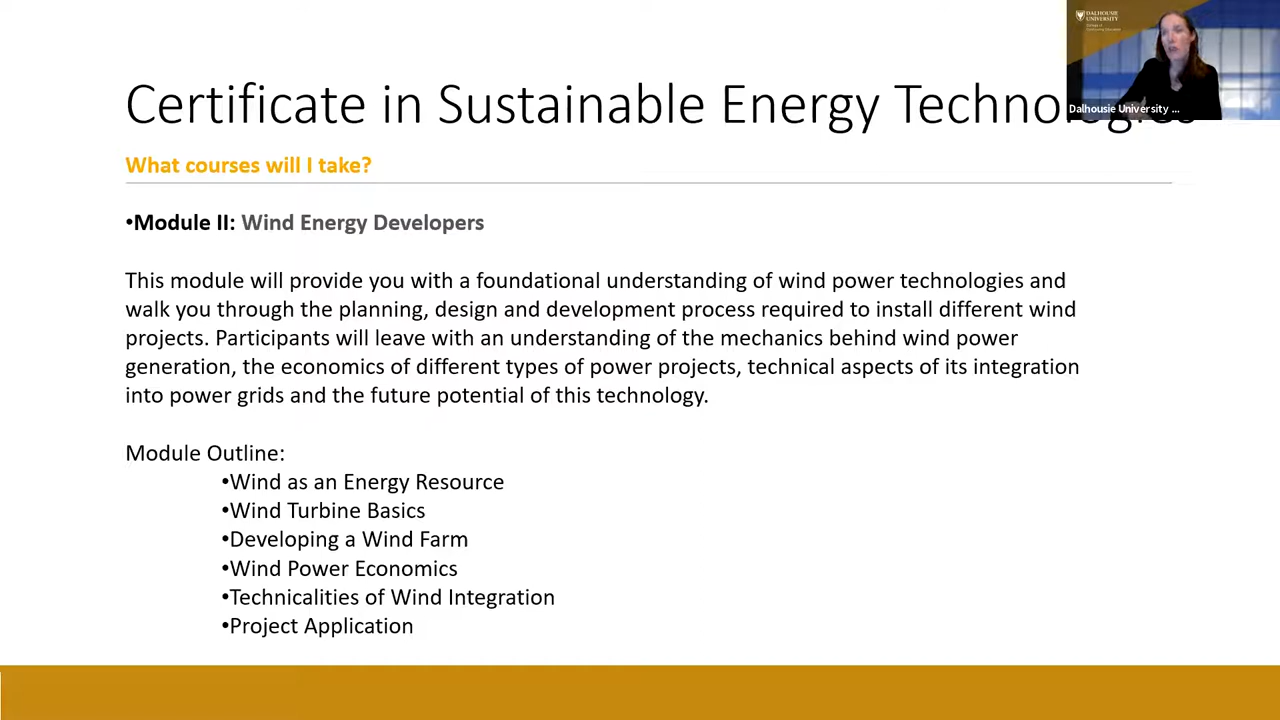 Certificate in Sustainable Energy Technologies
DALHOUSIE
UNIVERSITY
Dalhousie University ...
What courses will I take?
•Module II: Wind Energy Developers
This module will provide you with a foundational understanding of wind power technologies and
walk you through the planning, design and development process required to install different wind
projects. Participants will leave with an understanding of the mechanics behind wind power
generation, the economics of different types of power projects, technical aspects of its integration
into power grids and the future potential of this technology.
Module Outline:
•Wind as an Energy Resource
•Wind Turbine Basics
•Developing a Wind Farm
•Wind Power Economics
•Technicalities of Wind Integration
•Project Application